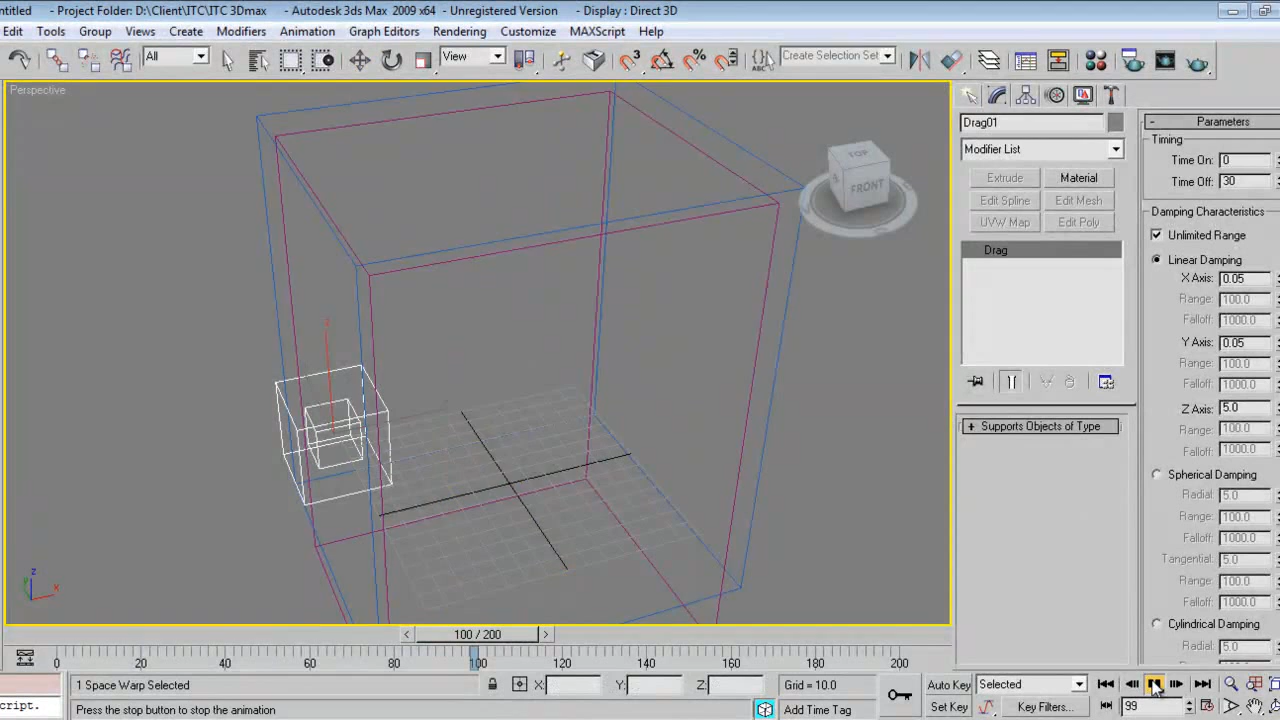 ntitled - Project Folder: D:\Client\ITC\ITC 3Dmax - Autodesk 3ds Max 2009 x64 - Unregistered Version - Display : Direct 3D
Edit Tools Group Views Create Modifiers Animation Graph Editors Rendering Customize MAXScript Help
All View Create Selection Set
Perspective
TOP
FRONT
Drag01
Modifier List
Extrude Material
Edit Spline Edit Mesh
UVW Map Edit Poly
Drag
+ Supports Objects of Type
- Parameters
Timing
Time On: 0
Time Off: 30
Damping Characteristics
Unlimited Range
Linear Damping
X Axis: 0.05
Range: 100.0
Falloff: 1000.0
Y Axis: 0.05
Range: 100.0
Falloff: 1000.0
Z Axis: 5.0
Range: 100.0
Falloff: 1000.0
Spherical Damping
Radial: 5.0
Range: 100.0
Falloff: 1000.0
Tangential: 5.0
Range: 100.0
Falloff: 1000.0
Cylindrical Damping
Radial: 5.0
z
x
< 100 / 200 >
0 20 40 60 80 100 120 140 160 180 200
1 Space Warp Selected X: Y: Z: Grid = 10.0 Auto Key Selected
cript. Press the stop button to stop the animation Add Time Tag Set Key Key Filters... 99